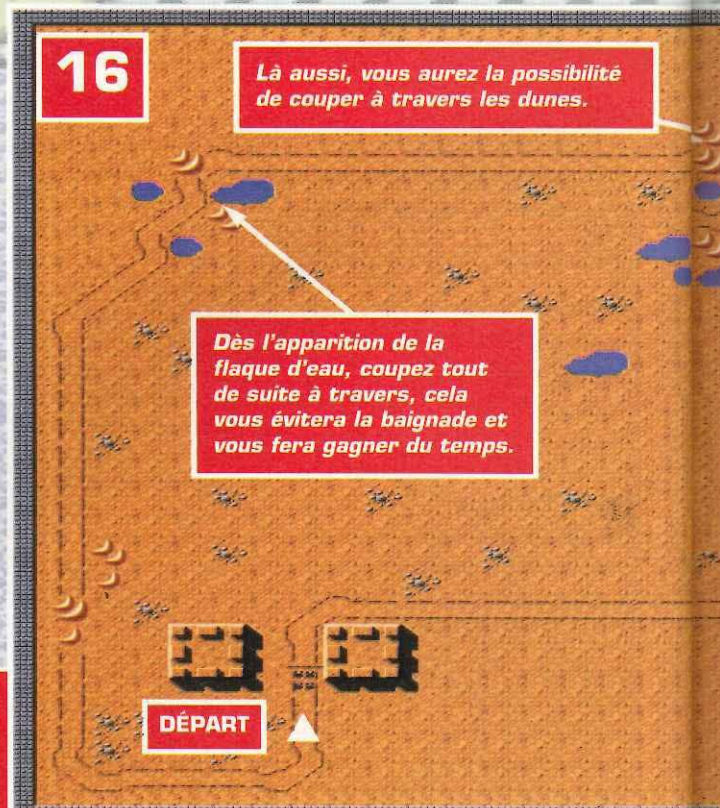 16
Là aussi, vous aurez la possibilité
de couper à travers les dunes.
Dès l'apparition de la
flaque d'eau, coupez tout
de suite à travers, cela
vous évitera la baignade et
vous fera gagner du temps.
DÉPART